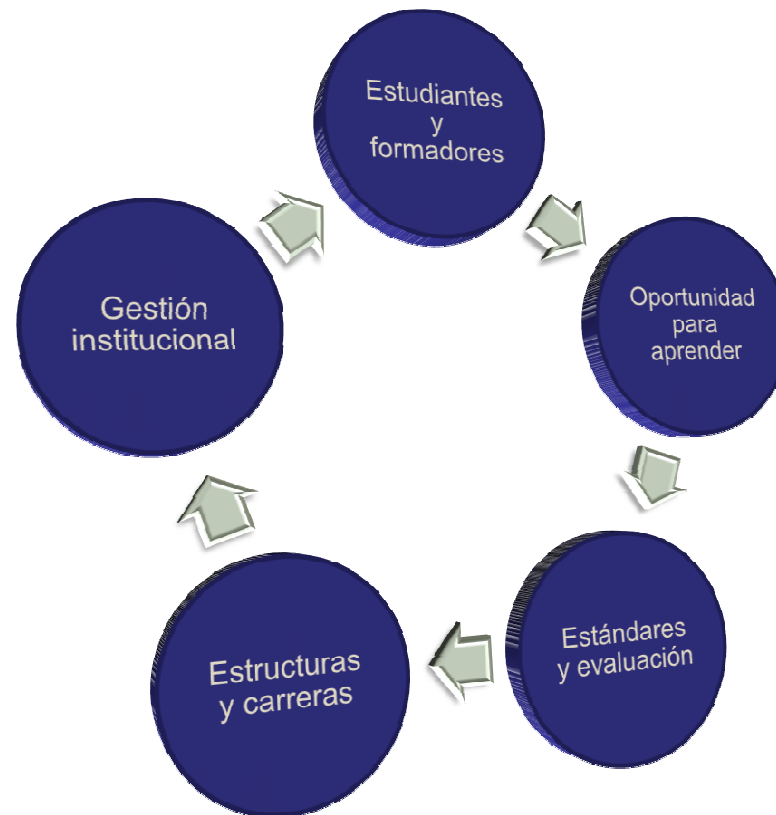 Estudiantes
y
formadores
Oportunidad
para
aprender
Estándares
y evaluación
Estructuras
y carreras
Gestión
institucional